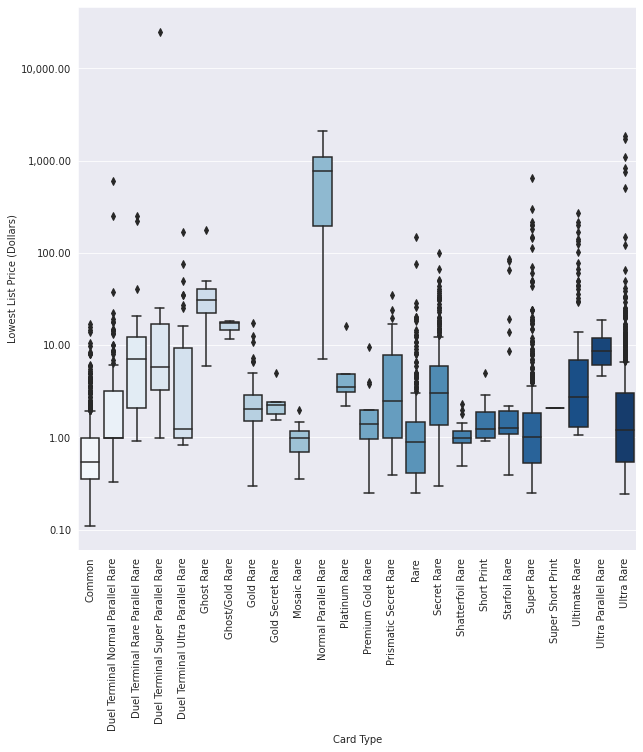 10,000.00
1,000.00
100.00
10.00
1.00
0.10
Lowest List Price (Dollars)
Common
Duel Terminal Normal Parallel Rare
Duel Terminal Rare Parallel Rare
Duel Terminal Super Parallel Rare
Duel Terminal Ultra Parallel Rare
Ghost Rare
Ghost/Gold Rare
Gold Rare
Gold Secret Rare
Mosaic Rare
Normal Parallel Rare
Platinum Rare
Premium Gold Rare
Prismatic Secret Rare
Rare
Secret Rare
Shatterfoil Rare
Short Print
Starfoil Rare
Super Rare
Super Short Print
Ultimate Rare
Ultra Parallel Rare
Ultra Rare
Card Type